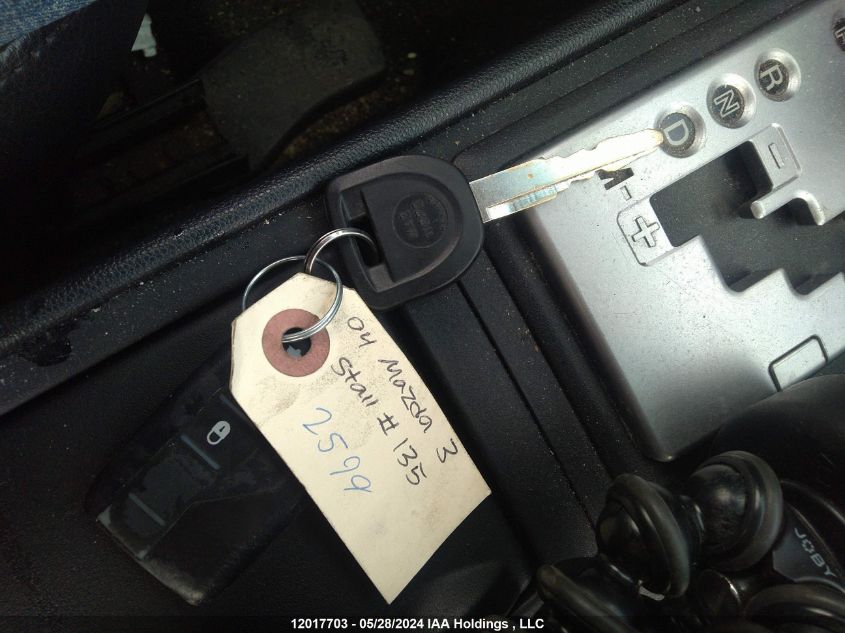 R
N
D
M
-
-
+
04 Mazda 3
Stall # 135
2599
JOBY
12017703 - 05/28/2024 IAA Holdings , LLC